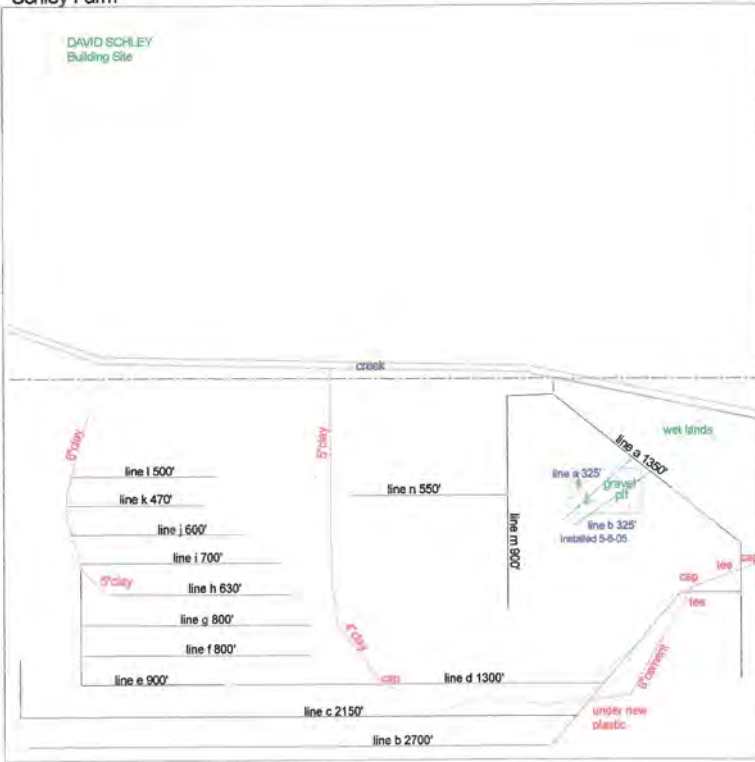 Schley Farm
DAVID SCHLEY
Building Site
creek
wet lands
6"clay
5"clay
line a 1350'
line l 500'
line a 325'
gravel
pit
line k 470'
line n 550'
line b 325'
Installed 5-6-05
line j 600'
line m 900'
line i 700'
tee
cap
5"clay
cap
line h 630'
tee
line g 800'
4"clay
line f 800'
6"cement
line e 900'
cap
line d 1300'
line c 2150'
under new
plastic
line b 2700'